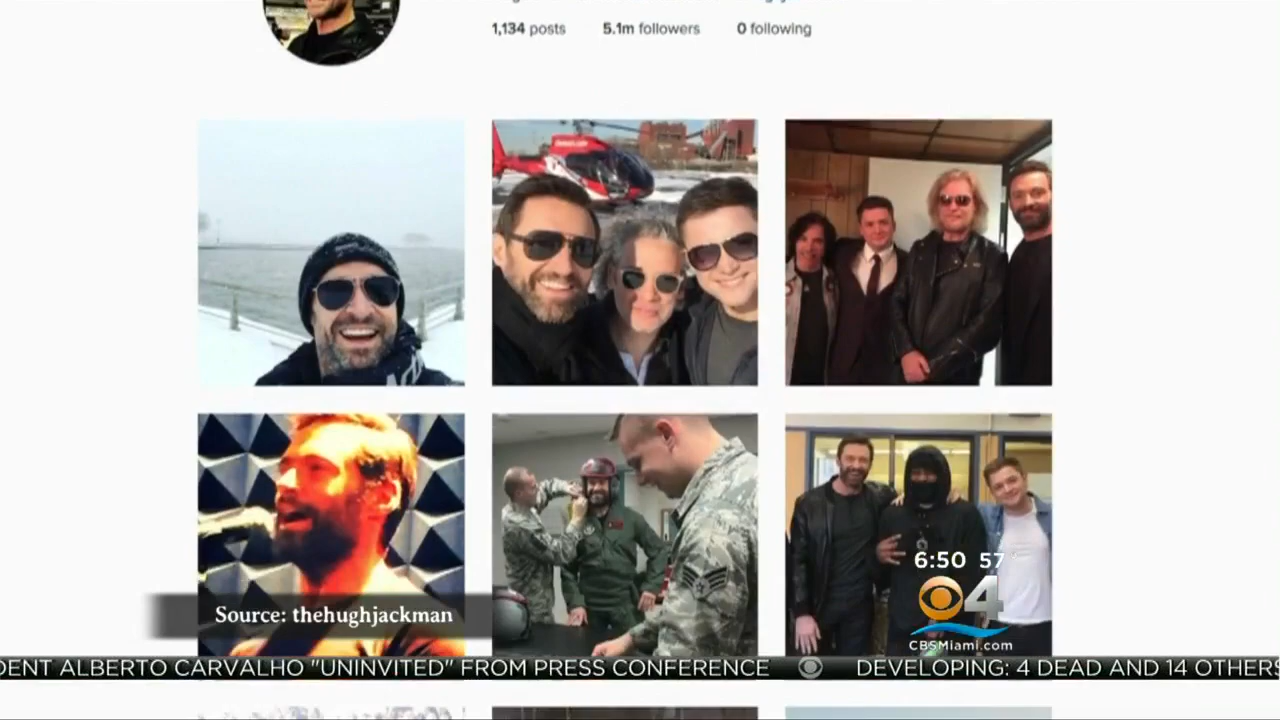 1,134 posts 5.1m followers 0 following
6:50 57°
4
CBSMiami.com
Source: thehughjackman
DENT ALBERTO CARVALHO "UNINVITED" FROM PRESS CONFERENCE DEVELOPING: 4 DEAD AND 14 OTHERS